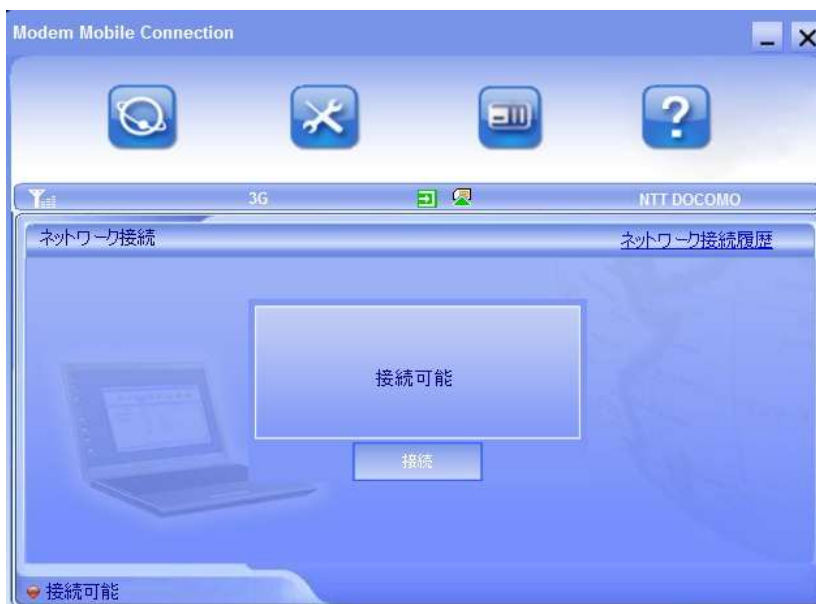 Modem Mobile Connection
3G NTT DOCOMO
ネットワーク接続 ネットワーク接続履歴
接続可能
接続
接続可能